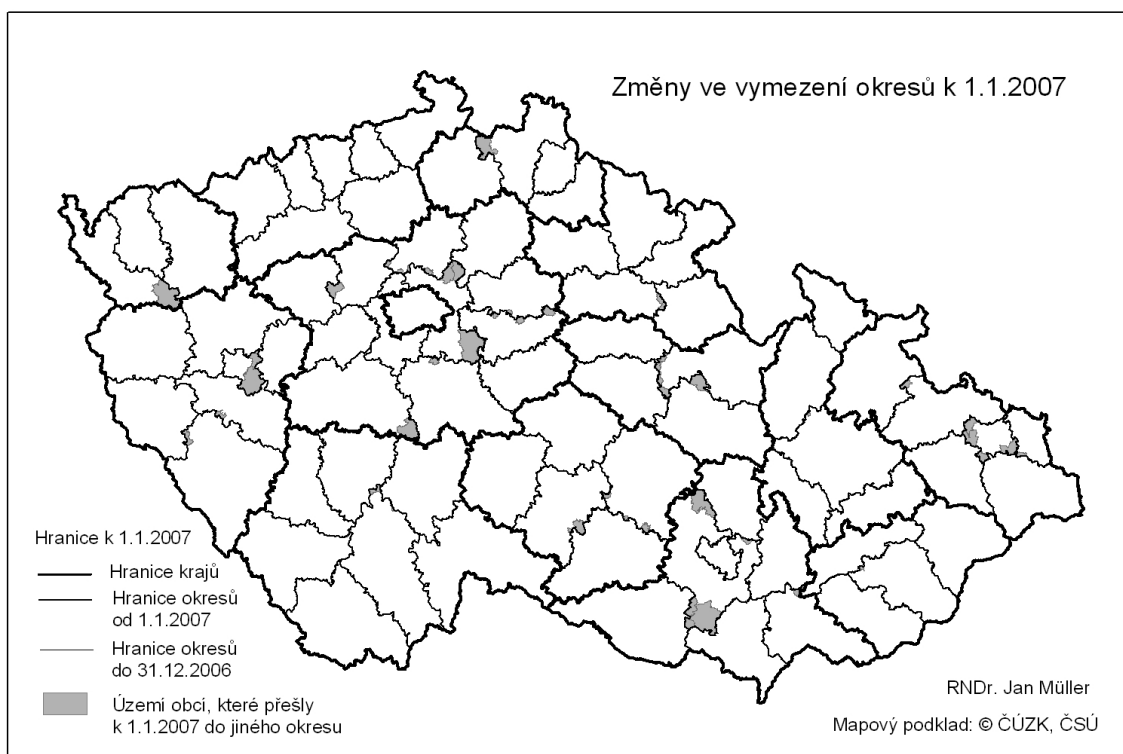 Změny ve vymezení okresů k 1.1.2007
Hranice k 1.1.2007
Hranice krajů
Hranice okresů
od 1.1.2007
Hranice okresů
do 31.12.2006
Území obcí, které přešly
k 1.1.2007 do jiného okresu
RNDr. Jan Müller
Mapový podklad: © ČÚZK, ČSÚ